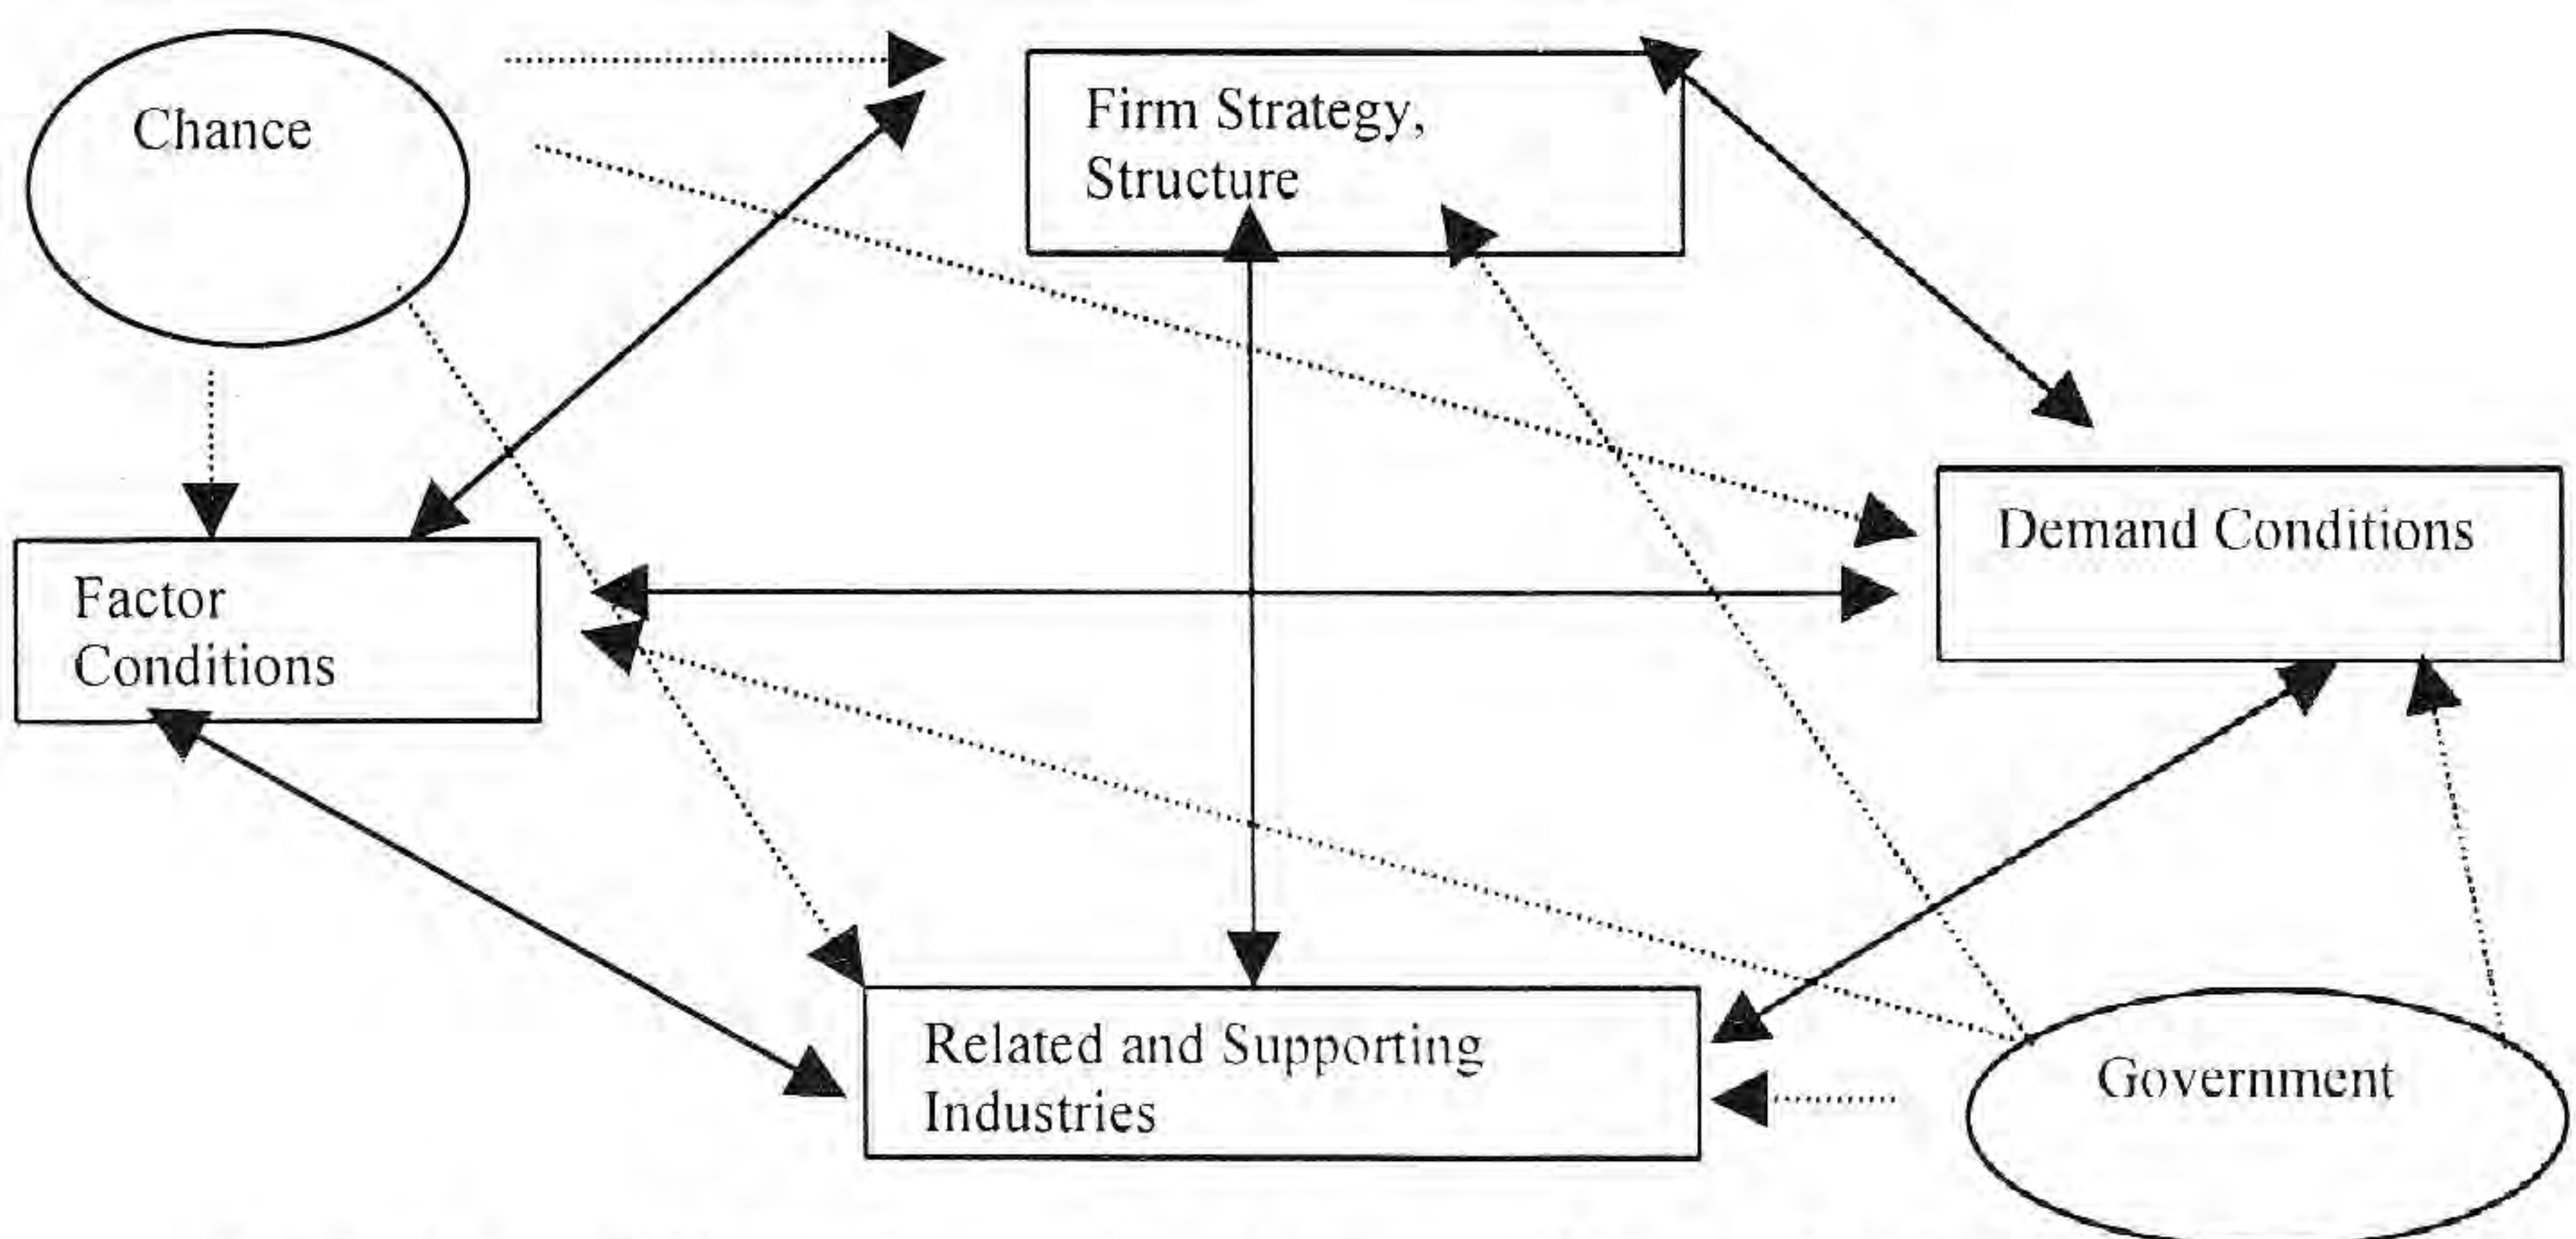 Chance
Firm Strategy,
Structure
Demand Conditions
Factor
Conditions
Related and Supporting
Industries
Government